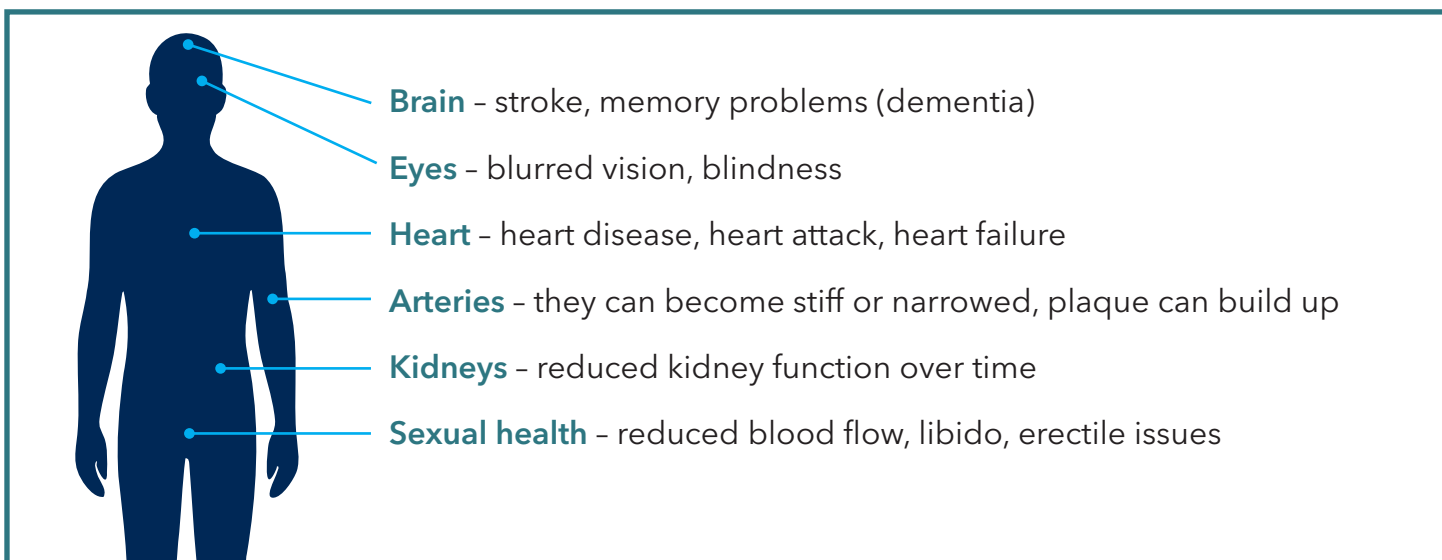 Brain – stroke, memory problems (dementia)
Eyes – blurred vision, blindness
Heart – heart disease, heart attack, heart failure
Arteries – they can become stiff or narrowed, plaque can build up
Kidneys – reduced kidney function over time
Sexual health – reduced blood flow, libido, erectile issues